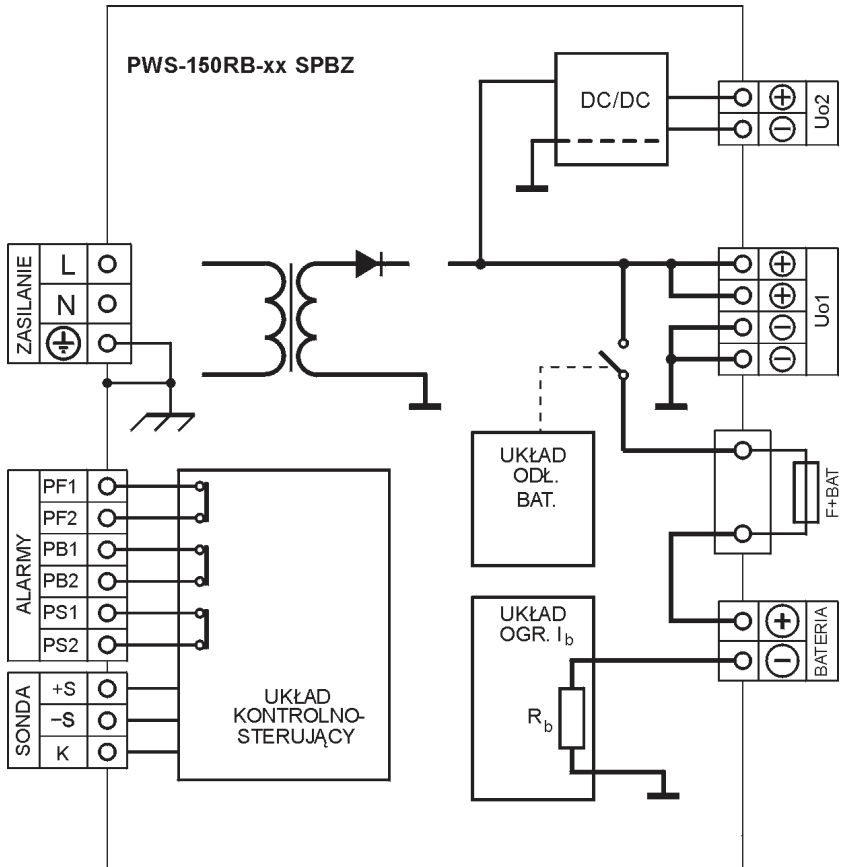 PWS-150RB-xx SPBZ
DC/DC
Uo2
ZASILANIE
L
N
Uo1
UKŁAD
ODŁ.
BAT.
F+BAT
ALARMY
PF1
PF2
PB1
PB2
PS1
PS2
SONDA
+S
−S
K
UKŁAD
KONTROLNO-
STERUJĄCY
UKŁAD
OGR. Ib
Rb
BATERIA